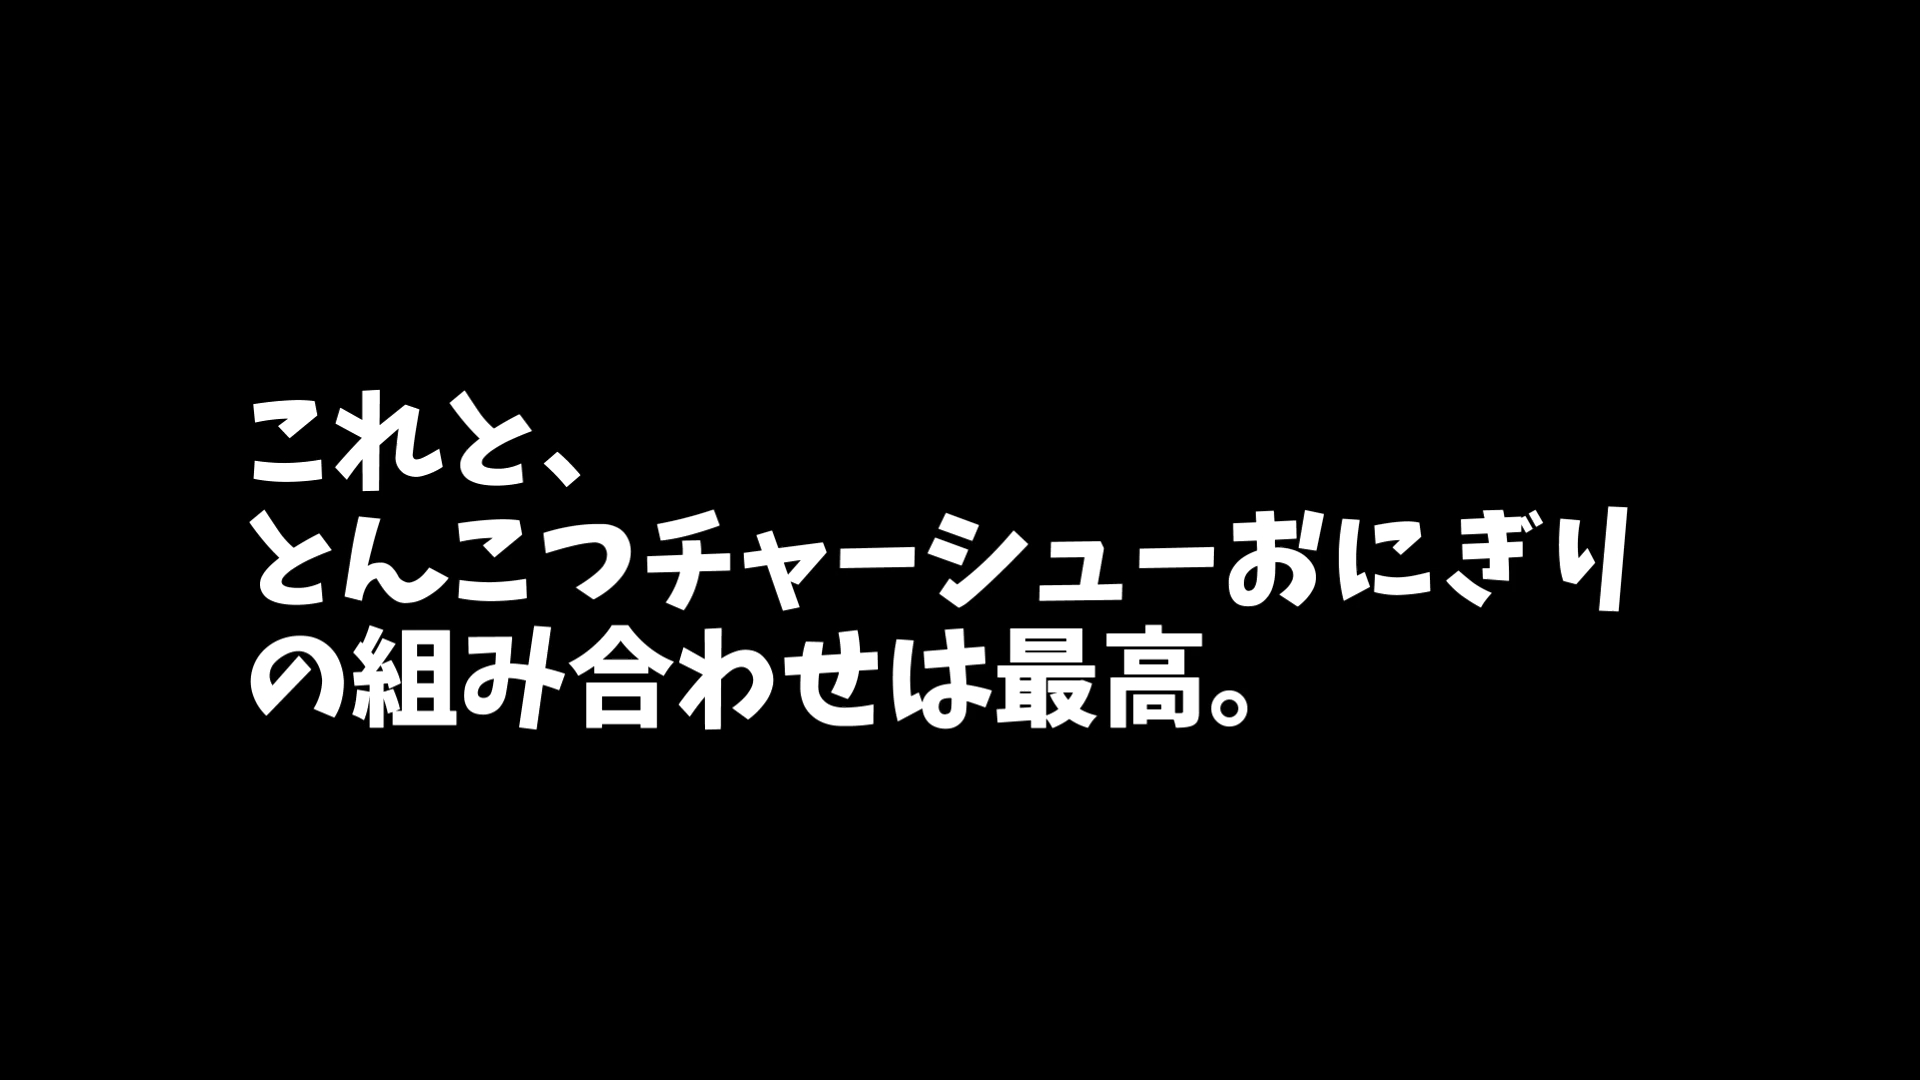 これと、
とんこつチャーシューおにぎり
の組み合わせは最高。